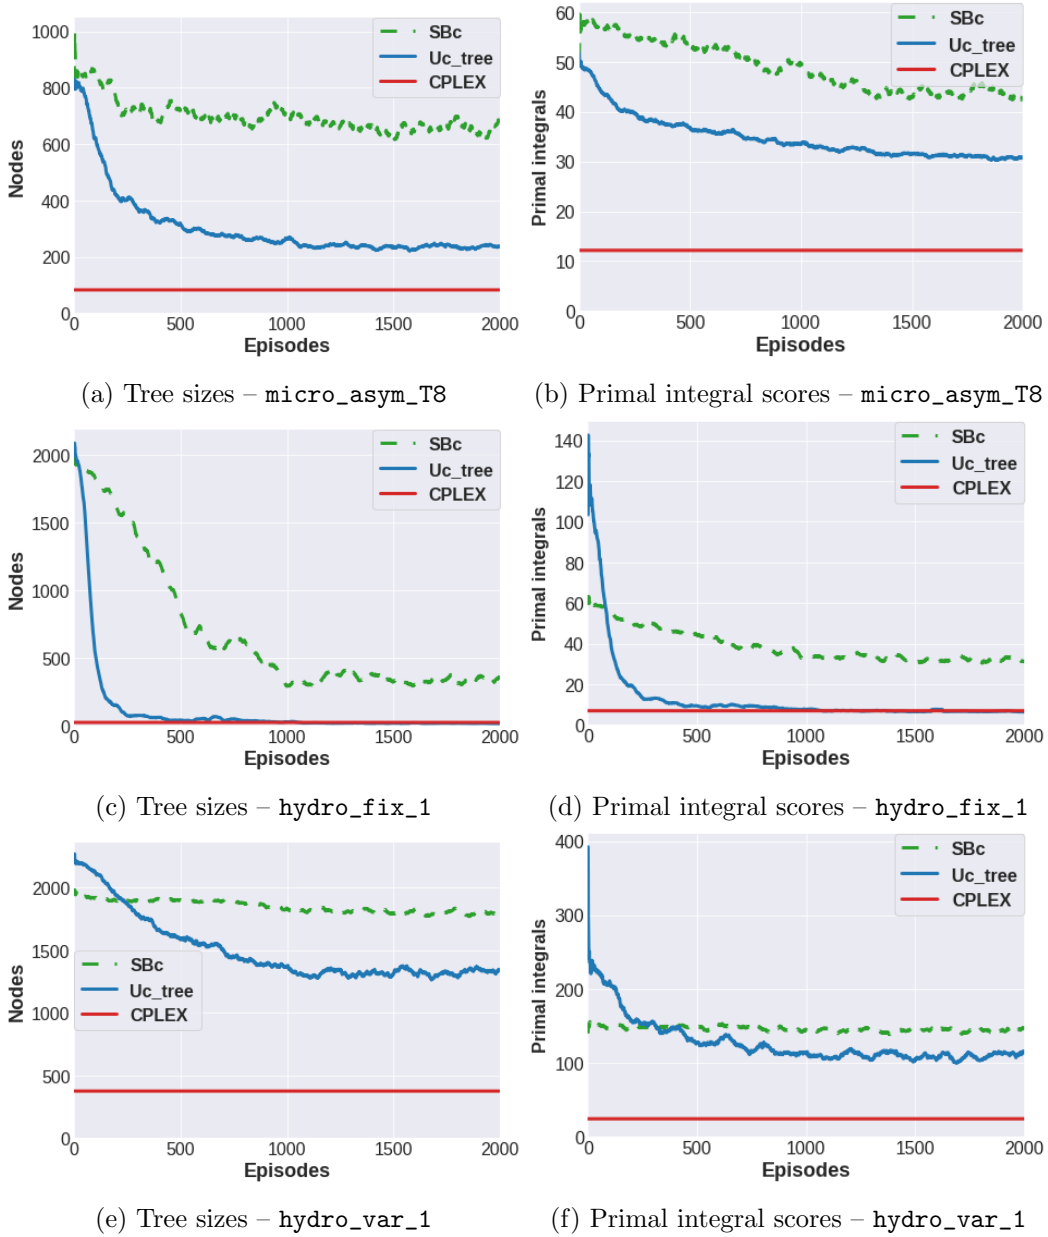 1000
800
600
400
200
0
Nodes
0 500 1000 1500 2000
Episodes
SBc
Uc_tree
CPLEX
(a) Tree sizes – micro_asym_T8
60
50
40
30
20
10
0
Primal integrals
0 500 1000 1500 2000
Episodes
SBc
Uc_tree
CPLEX
(b) Primal integral scores – micro_asym_T8
2000
1500
1000
500
0
Nodes
0 500 1000 1500 2000
Episodes
SBc
Uc_tree
CPLEX
(c) Tree sizes – hydro_fix_1
140
120
100
80
60
40
20
0
Primal integrals
0 500 1000 1500 2000
Episodes
SBc
Uc_tree
CPLEX
(d) Primal integral scores – hydro_fix_1
2000
1500
1000
500
0
Nodes
0 500 1000 1500 2000
Episodes
SBc
Uc_tree
CPLEX
(e) Tree sizes – hydro_var_1
400
300
200
100
0
Primal integrals
0 500 1000 1500 2000
Episodes
SBc
Uc_tree
CPLEX
(f) Primal integral scores – hydro_var_1